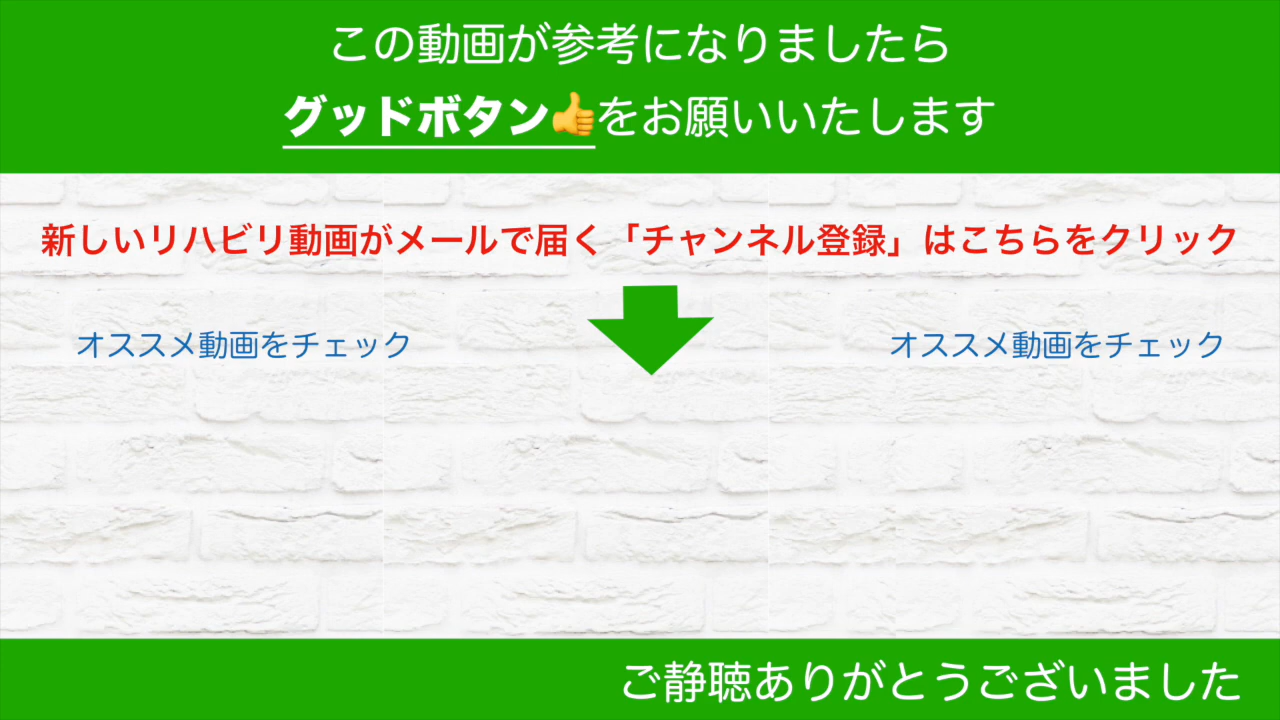 この動画が参考になりましたら
グッドボタン👍をお願いいたします
新しいリハビリ動画がメールで届く「チャンネル登録」はこちらをクリック
オススメ動画をチェック
オススメ動画をチェック
ご静聴ありがとうございました